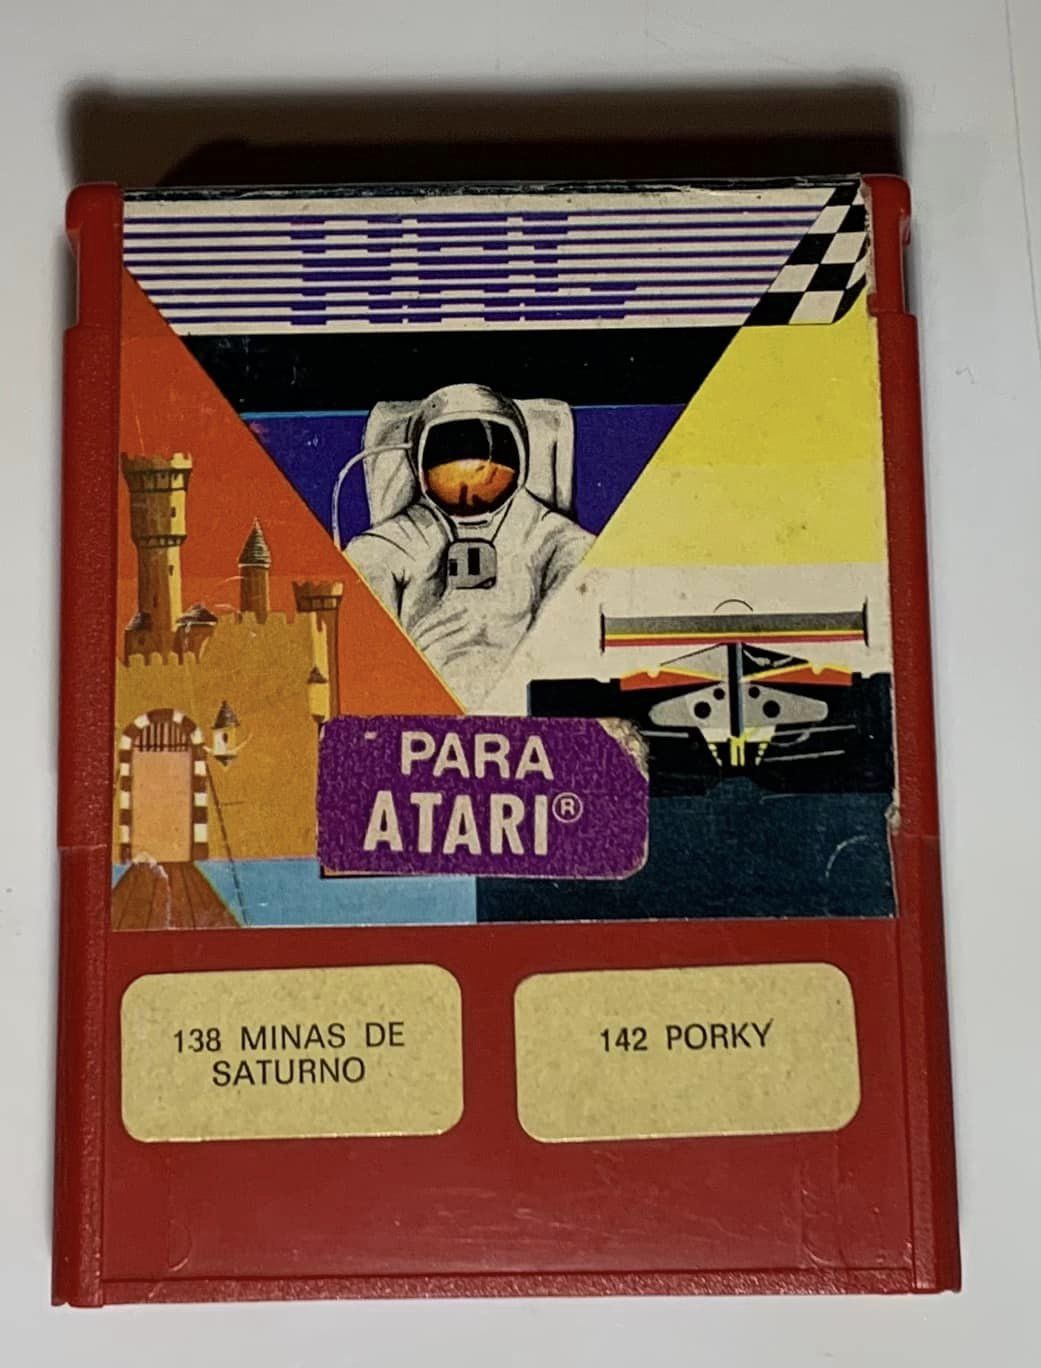 PARA
ATARI®
138 MINAS DE
SATURNO
142 PORKY